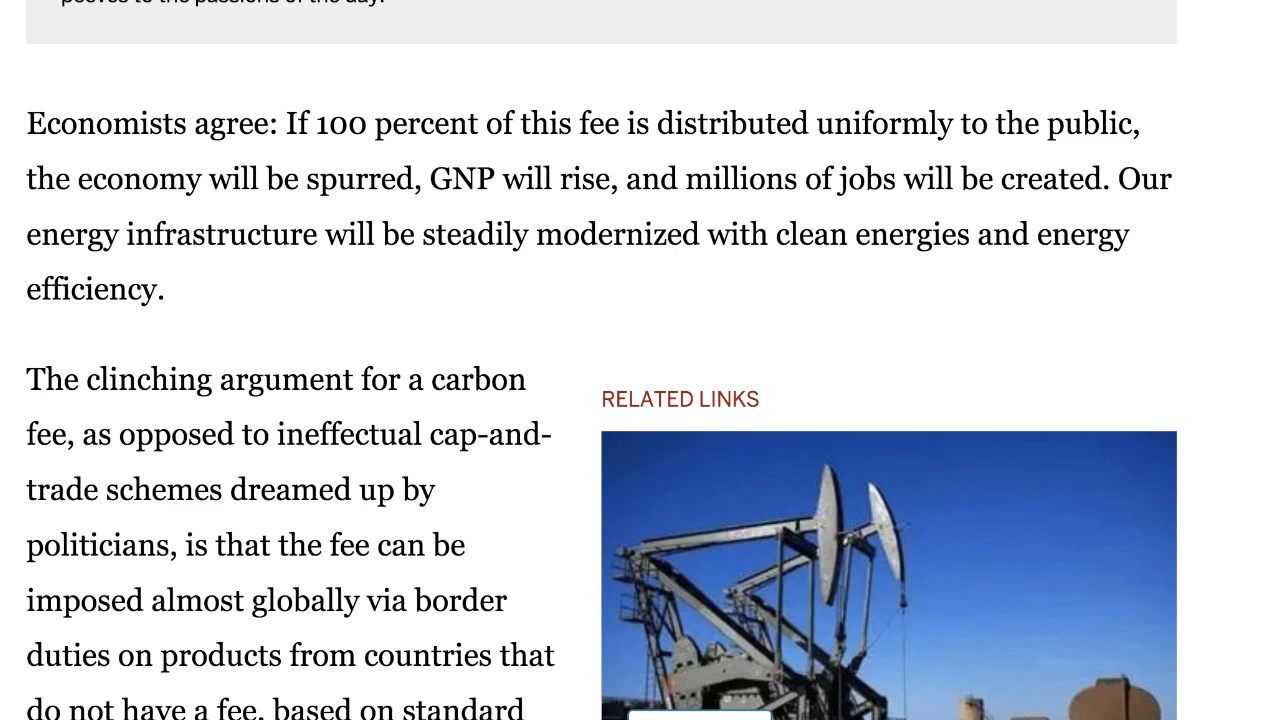 peeves to the passions of the day.
Economists agree: If 100 percent of this fee is distributed uniformly to the public,
the economy will be spurred, GNP will rise, and millions of jobs will be created. Our
energy infrastructure will be steadily modernized with clean energies and energy
efficiency.
The clinching argument for a carbon
fee, as opposed to ineffectual cap-and-
trade schemes dreamed up by
politicians, is that the fee can be
imposed almost globally via border
duties on products from countries that
do not have a fee, based on standard
RELATED LINKS